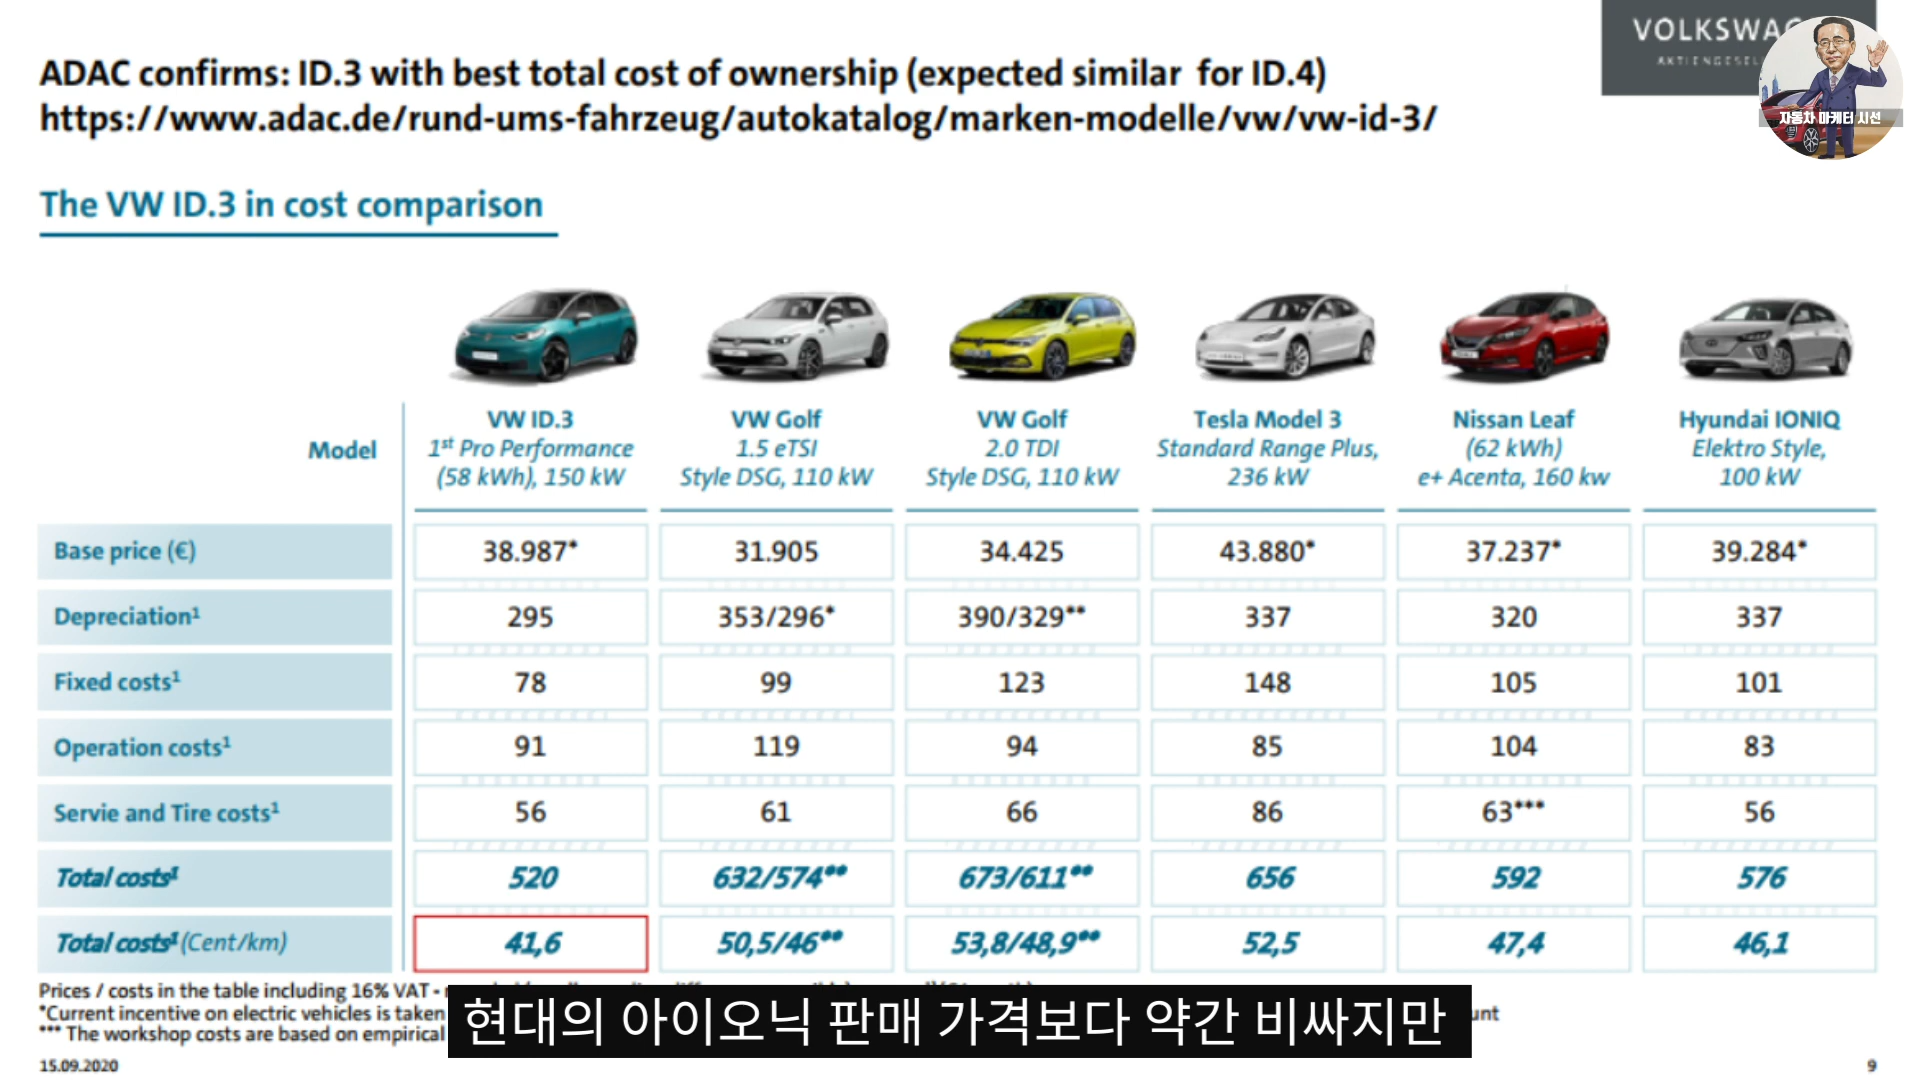 VOLKSWA
AKTIENGESEL
자동차 마케터 시선
ADAC confirms: ID.3 with best total cost of ownership (expected similar for ID.4)
https://www.adac.de/rund-ums-fahrzeug/autokatalog/marken-modelle/vw/vw-id-3/
The VW ID.3 in cost comparison
Model
VW ID.3
1st Pro Performance
(58 kWh), 150 kW
VW Golf
1.5 eTSI
Style DSG, 110 kW
VW Golf
2.0 TDI
Style DSG, 110 kW
Tesla Model 3
Standard Range Plus,
236 kW
Nissan Leaf
(62 kWh)
e+ Acenta, 160 kw
Hyundai IONIQ
Elektro Style,
100 kW
Base price (€) 38.987* 31.905 34.425 43.880* 37.237* 39.284*
Depreciation¹ 295 353/296* 390/329** 337 320 337
Fixed costs¹ 78 99 123 148 105 101
Operation costs¹ 91 119 94 85 104 83
Servie and Tire costs¹ 56 61 66 86 63*** 56
Total costs¹ 520 632/574** 673/611** 656 592 576
Total costs¹ (Cent/km) 41,6 50,5/46** 53,8/48,9** 52,5 47,4 46,1
Prices / costs in the table including 16% VAT -
*Current incentive on electric vehicles is taken
*** The workshop costs are based on empirical
현대의 아이오닉 판매 가격보다 약간 비싸지만
15.09.2020
9